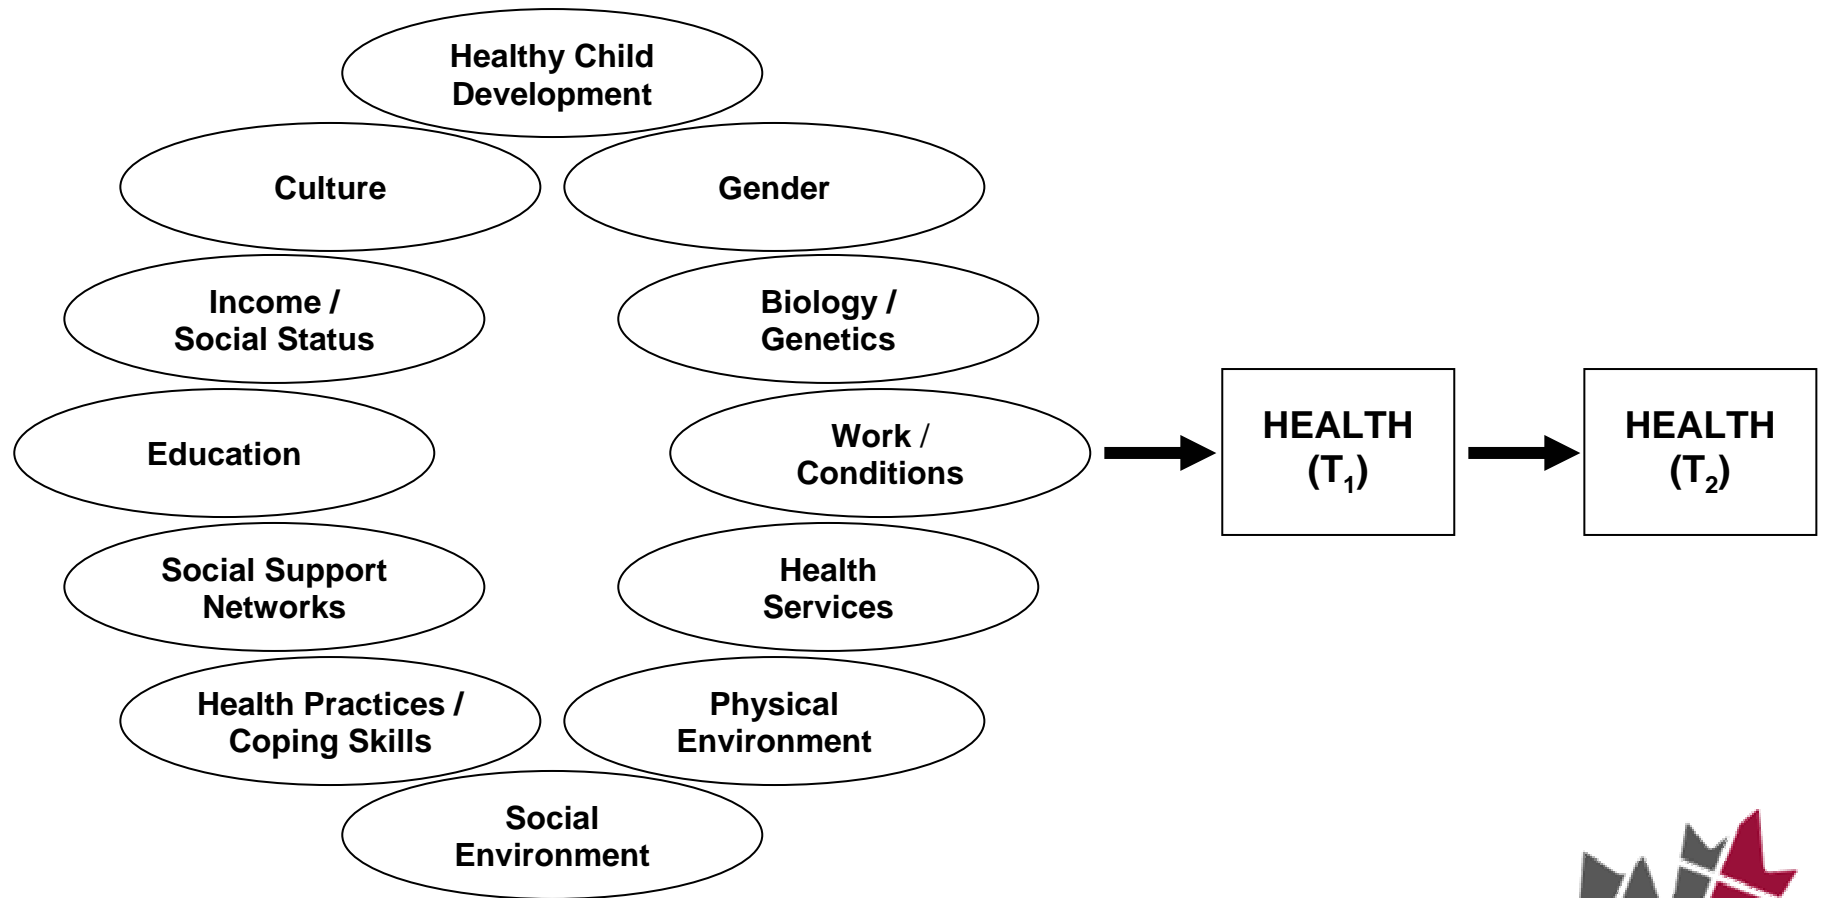 Healthy Child
Development
Culture
Gender
Income /
Social Status
Biology /
Genetics
Education
Work /
Conditions
HEALTH
(T₁)
HEALTH
(T₂)
Social Support
Networks
Health
Services
Health Practices /
Coping Skills
Physical
Environment
Social
Environment